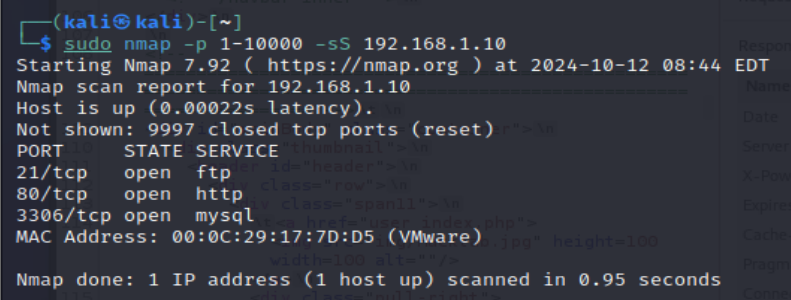 ┌──(kali㉿kali)-[~]
└─$ sudo nmap -p 1-10000 -sS 192.168.1.10
Starting Nmap 7.92 ( https://nmap.org ) at 2024-10-12 08:44 EDT
Nmap scan report for 192.168.1.10
Host is up (0.00022s latency).
Not shown: 9997 closed tcp ports (reset)
PORT     STATE SERVICE
21/tcp   open  ftp
80/tcp   open  http
3306/tcp open  mysql
MAC Address: 00:0C:29:17:7D:D5 (VMware)
Nmap done: 1 IP address (1 host up) scanned in 0.95 seconds